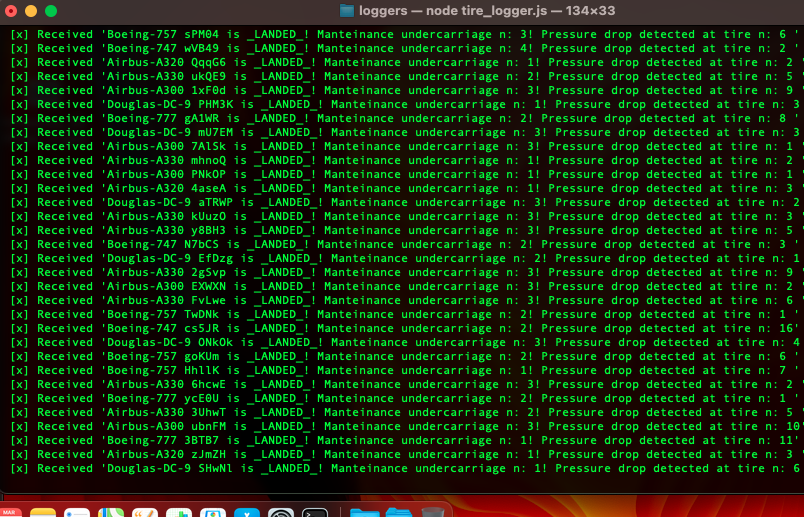 loggers — node tire_logger.js — 134×33
[x] Received 'Boeing-757 sPM04 is _LANDED_! Manteinance undercarriage n: 3! Pressure drop detected at tire n: 6 '
[x] Received 'Boeing-747 wVB49 is _LANDED_! Manteinance undercarriage n: 4! Pressure drop detected at tire n: 2 '
[x] Received 'Airbus-A320 QqqG6 is _LANDED_! Manteinance undercarriage n: 1! Pressure drop detected at tire n: 2 '
[x] Received 'Airbus-A330 ukQE9 is _LANDED_! Manteinance undercarriage n: 2! Pressure drop detected at tire n: 5
[x] Received 'Airbus-A300 1xF0d is _LANDED_! Manteinance undercarriage n: 3! Pressure drop detected at tire n: 9
[x] Received 'Douglas-DC-9 PHM3K is _LANDED_! Manteinance undercarriage n: 1! Pressure drop detected at tire n: 3
[x] Received 'Boeing-777 gA1WR is _LANDED_! Manteinance undercarriage n: 2! Pressure drop detected at tire n: 8 '
[x] Received 'Douglas-DC-9 mU7EM is _LANDED_! Manteinance undercarriage n: 3! Pressure drop detected at tire n: 3
[x] Received 'Airbus-A300 7AlSk is _LANDED_! Manteinance undercarriage n: 3! Pressure drop detected at tire n: 1
[x] Received 'Airbus-A330 mhnoQ is _LANDED_! Manteinance undercarriage n: 1! Pressure drop detected at tire n: 2
[x] Received 'Airbus-A300 PNkOP is _LANDED_! Manteinance undercarriage n: 1! Pressure drop detected at tire n: 1
[x] Received 'Airbus-A320 4aseA is _LANDED_! Manteinance undercarriage n: 1! Pressure drop detected at tire n: 3
[x] Received 'Douglas-DC-9 aTRWP is _LANDED_! Manteinance undercarriage n: 3! Pressure drop detected at tire n: 2
[x] Received 'Airbus-A330 kUuzO is _LANDED_! Manteinance undercarriage n: 3! Pressure drop detected at tire n: 3
[x] Received 'Airbus-A330 y8BH3 is _LANDED_! Manteinance undercarriage n: 3! Pressure drop detected at tire n: 5
[x] Received 'Boeing-747 N7bCS is _LANDED_! Manteinance undercarriage n: 2! Pressure drop detected at tire n: 3 '
[x] Received 'Douglas-DC-9 EfDzg is _LANDED_! Manteinance undercarriage n: 2! Pressure drop detected at tire n: 1
[x] Received 'Airbus-A330 2gSvp is _LANDED_! Manteinance undercarriage n: 3! Pressure drop detected at tire n: 9
[x] Received 'Airbus-A300 EXWXN is _LANDED_! Manteinance undercarriage n: 3! Pressure drop detected at tire n: 2
[x] Received 'Airbus-A330 FvLwe is _LANDED_! Manteinance undercarriage n: 3! Pressure drop detected at tire n: 6
[x] Received 'Boeing-757 TwDNk is _LANDED_! Manteinance undercarriage n: 2! Pressure drop detected at tire n: 1 '
[x] Received 'Boeing-747 cs5JR is _LANDED_! Manteinance undercarriage n: 2! Pressure drop detected at tire n: 16'
[x] Received 'Douglas-DC-9 ONkOk is _LANDED_! Manteinance undercarriage n: 3! Pressure drop detected at tire n: 4
[x] Received 'Boeing-757 goKUm is _LANDED_! Manteinance undercarriage n: 2! Pressure drop detected at tire n: 6 '
[x] Received 'Boeing-757 HhllK is _LANDED_! Manteinance undercarriage n: 1! Pressure drop detected at tire n: 7 '
[x] Received 'Airbus-A330 6hcwE is _LANDED_! Manteinance undercarriage n: 3! Pressure drop detected at tire n: 2
[x] Received 'Boeing-777 ycE0U is _LANDED_! Manteinance undercarriage n: 2! Pressure drop detected at tire n: 1 '
[x] Received 'Airbus-A330 3UhwT is _LANDED_! Manteinance undercarriage n: 2! Pressure drop detected at tire n: 5
[x] Received 'Airbus-A300 ubnFM is _LANDED_! Manteinance undercarriage n: 3! Pressure drop detected at tire n: 10'
[x] Received 'Boeing-777 3BTB7 is _LANDED_! Manteinance undercarriage n: 1! Pressure drop detected at tire n: 11'
[x] Received 'Airbus-A320 zJmZH is _LANDED_! Manteinance undercarriage n: 1! Pressure drop detected at tire n: 3 '
[x] Received 'Douglas-DC-9 SHwNl is _LANDED_! Manteinance undercarriage n: 1! Pressure drop detected at tire n: 6
MAR